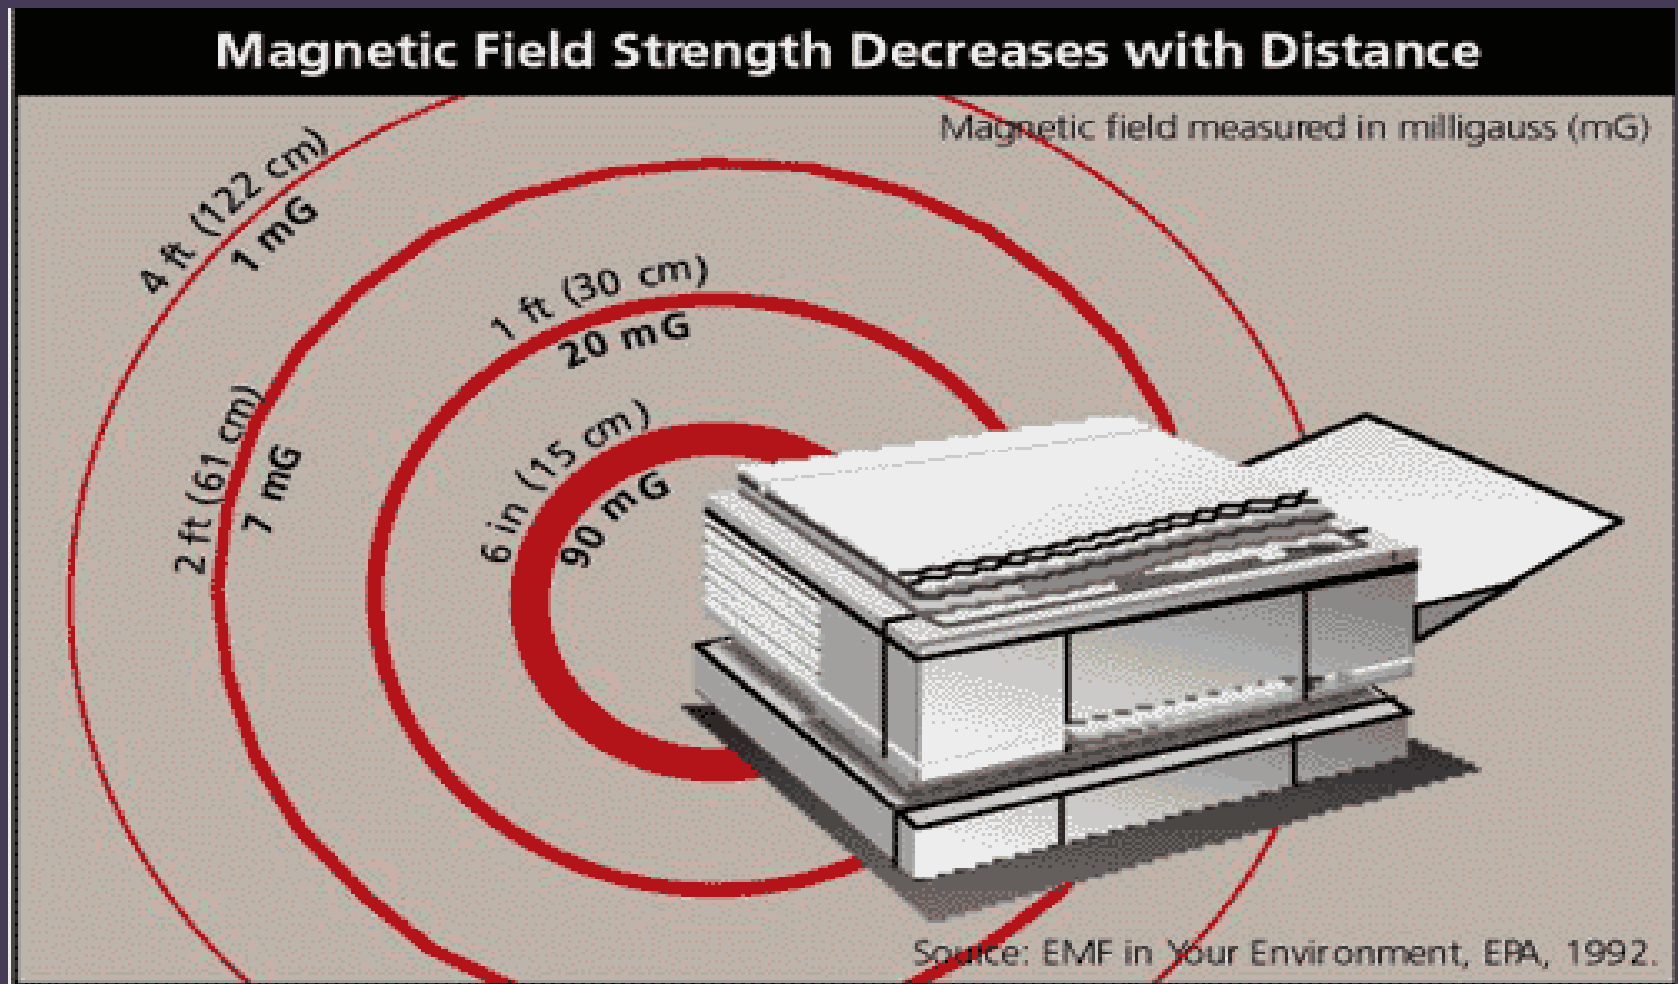 Magnetic Field Strength Decreases with Distance
Magnetic field measured in milligauss (mG)
4 ft (122 cm)
1 mG
1 ft (30 cm)
20 mG
2 ft (61 cm)
7 mG
6 in (15 cm)
90 mG
Source: EMF in Your Environment, EPA, 1992.